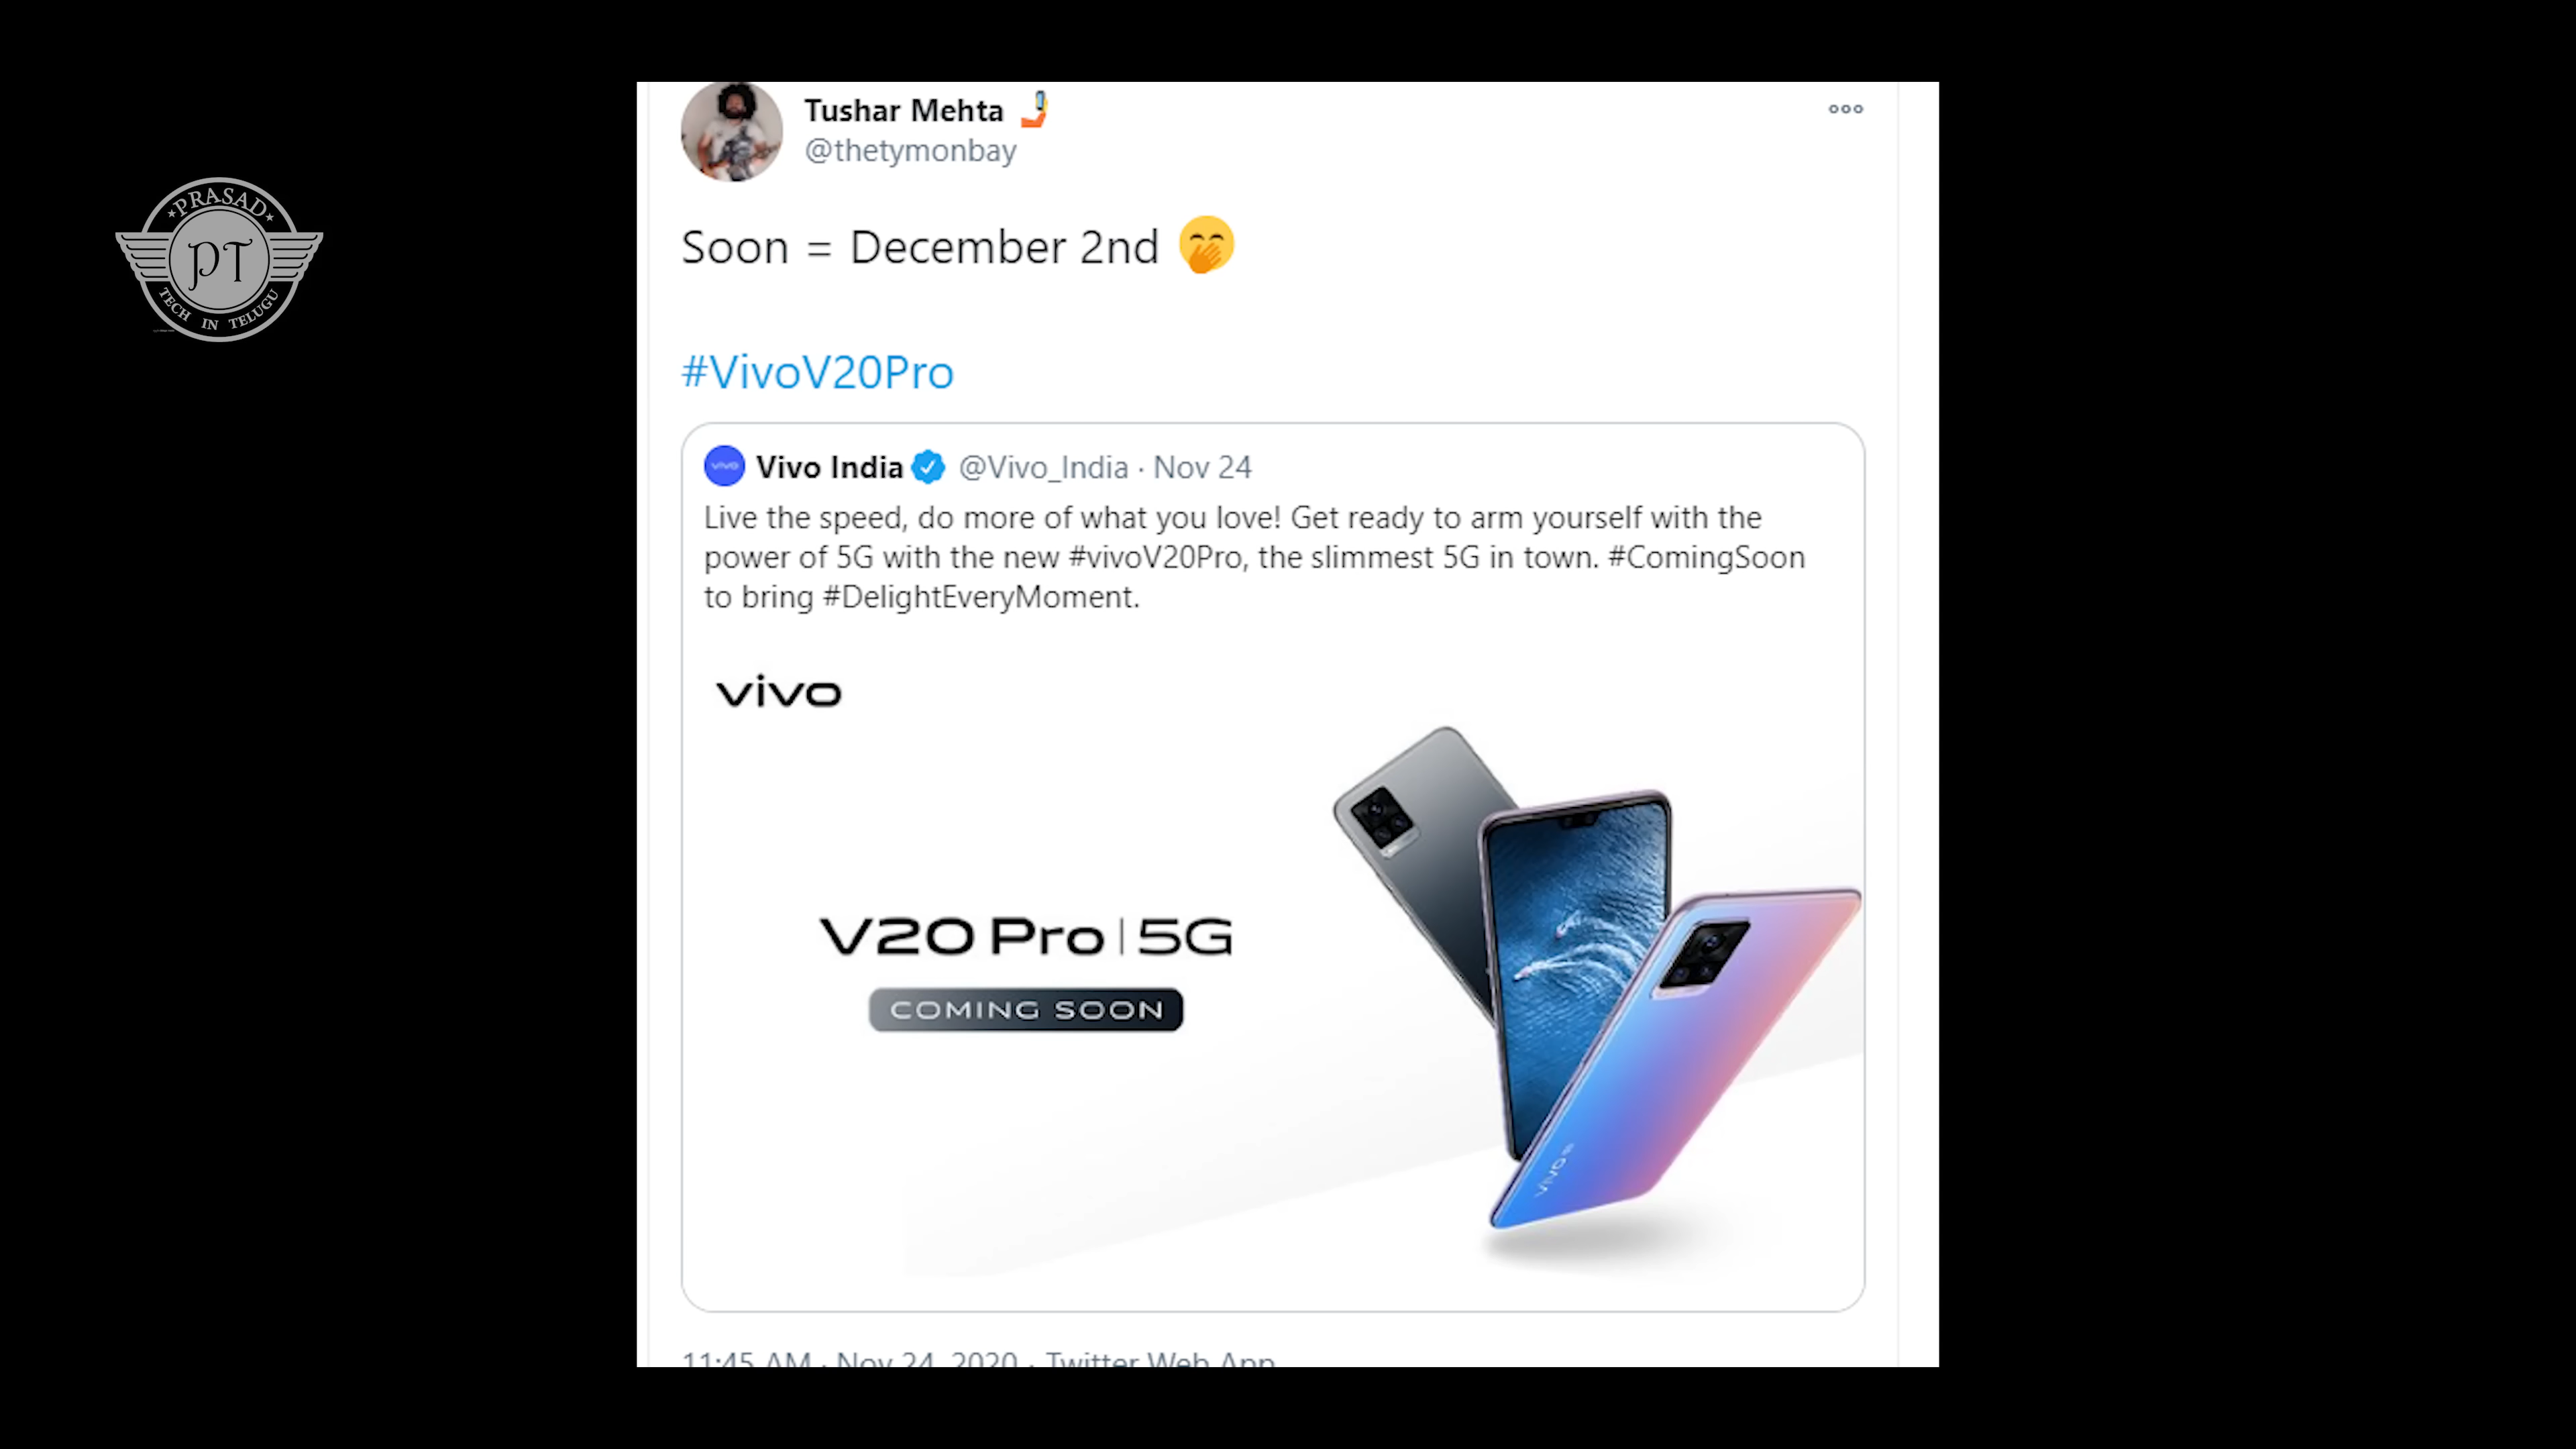 PRASAD
PT
TECH IN TELUGU
Tushar Mehta 🤳
@thetymonbay
Soon = December 2nd 🤭
#VivoV20Pro
vivo
Vivo India @Vivo_India · Nov 24
Live the speed, do more of what you love! Get ready to arm yourself with the
power of 5G with the new #vivoV20Pro, the slimmest 5G in town. #ComingSoon
to bring #DelightEveryMoment.
vivo
V20 Pro | 5G
COMING SOON
vivo
11:45 AM · Nov 24, 2020 · Twitter Web App